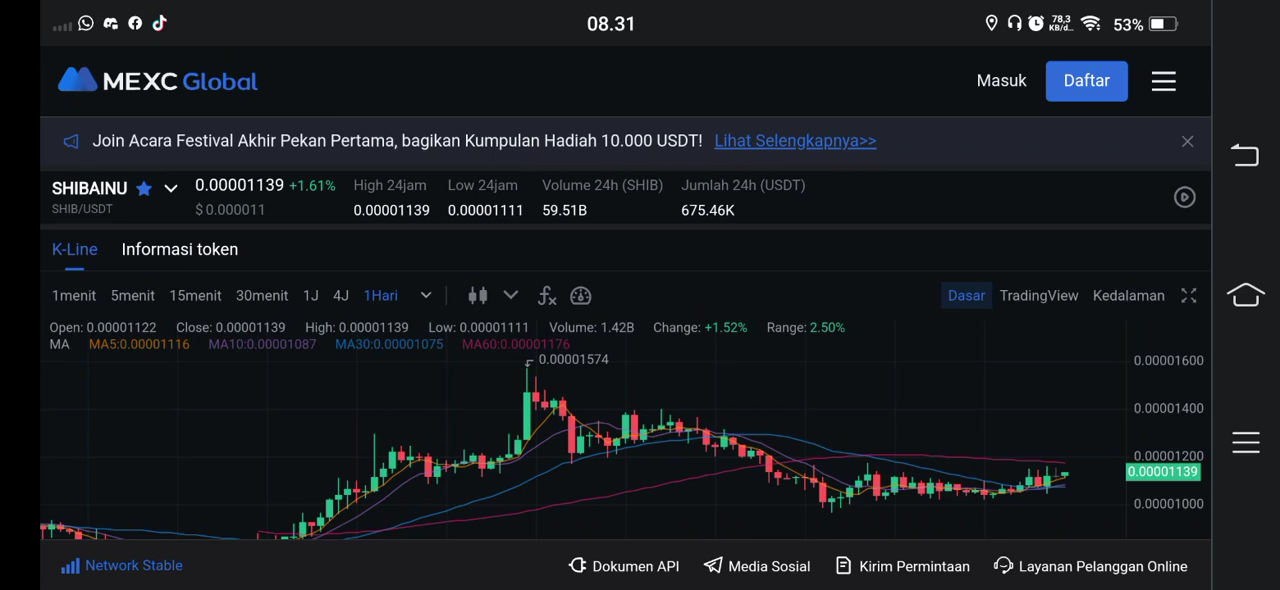 08.31
78,3
KB/d...
53%
MEXC Global
Masuk
Daftar
Join Acara Festival Akhir Pekan Pertama, bagikan Kumpulan Hadiah 10.000 USDT! Lihat Selengkapnya>>
SHIBAINU 0.00001139 +1.61% High 24jam Low 24jam Volume 24h (SHIB) Jumlah 24h (USDT)
SHIB/USDT $ 0.000011 0.00001139 0.00001111 59.51B 675.46K
K-Line Informasi token
1menit 5menit 15menit 30menit 1J 4J 1Hari Dasar TradingView Kedalaman
Open: 0.00001122 Close: 0.00001139 High: 0.00001139 Low: 0.00001111 Volume: 1.42B Change: +1.52% Range: 2.50%
MA MA5:0.00001116 MA10:0.00001087 MA30:0.00001075 MA60:0.00001176
0.00001574
0.00001600
0.00001400
0.00001200
0.00001139
0.00001000
Network Stable Dokumen API Media Sosial Kirim Permintaan Layanan Pelanggan Online